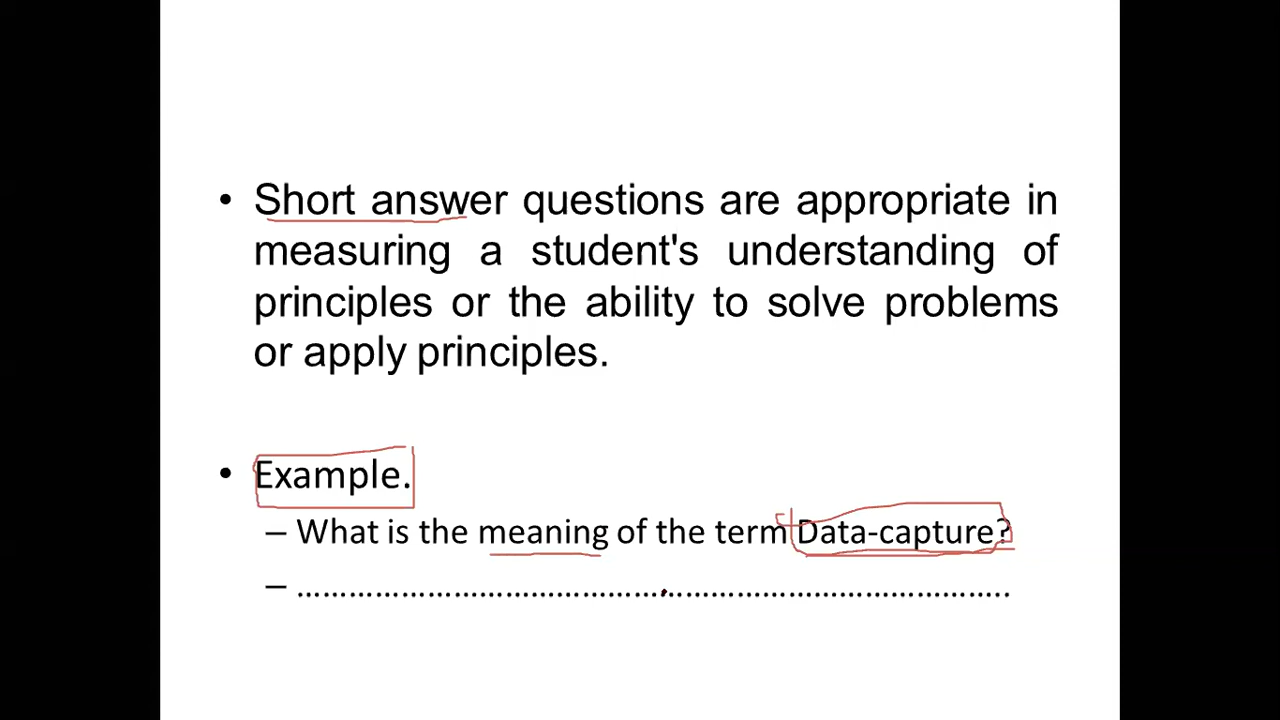 • Short answer questions are appropriate in
measuring a student's understanding of
principles or the ability to solve problems
or apply principles.
• Example.
– What is the meaning of the term Data-capture?
– ……………………………………………………………………………..